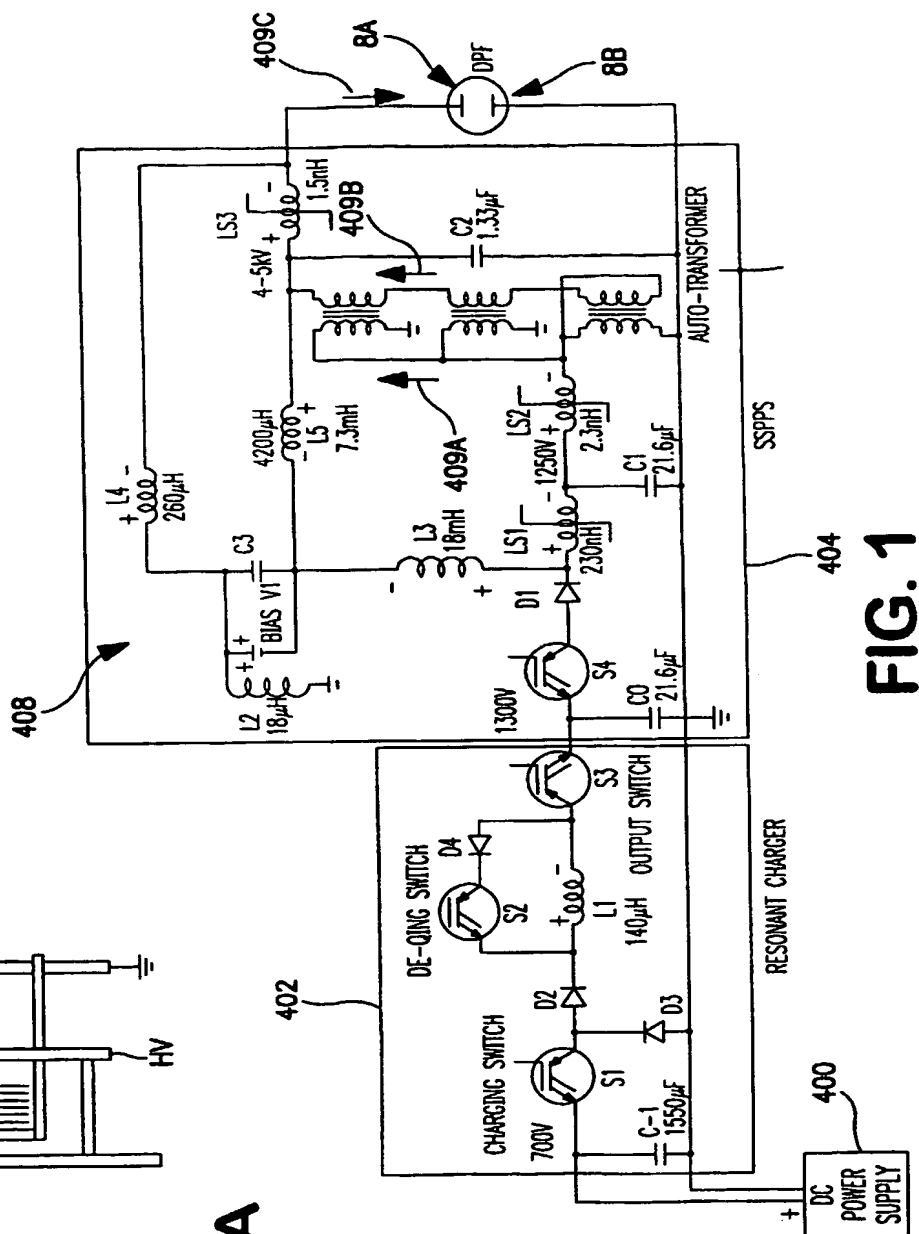 408
409C
8A
DPF
8B
L4
260μH
LS3
1.5nH
4-5kV
409B
C2
1.33μF
4200μH
L5
7.3mH
409A
AUTO-TRANSFORMER
C3
BIAS V1
L2
18μH
L3
18mH
LS2
1250V
2.3nH
C1
21.6μF
LS1
230nH
D1
S4
1300V
C0
21.6μF
SSPPS
404
FIG. 1
402
DE-QING SWITCH
D4
S2
S3
OUTPUT SWITCH
L1
140μH
D2
D3
CHARGING SWITCH
S1
700V
C-1
1550μF
RESONANT CHARGER
400
DC
POWER
SUPPLY
HV
A
+
+
+
+
+
+
+
+
+
+
-
-
-
-
-
-
-